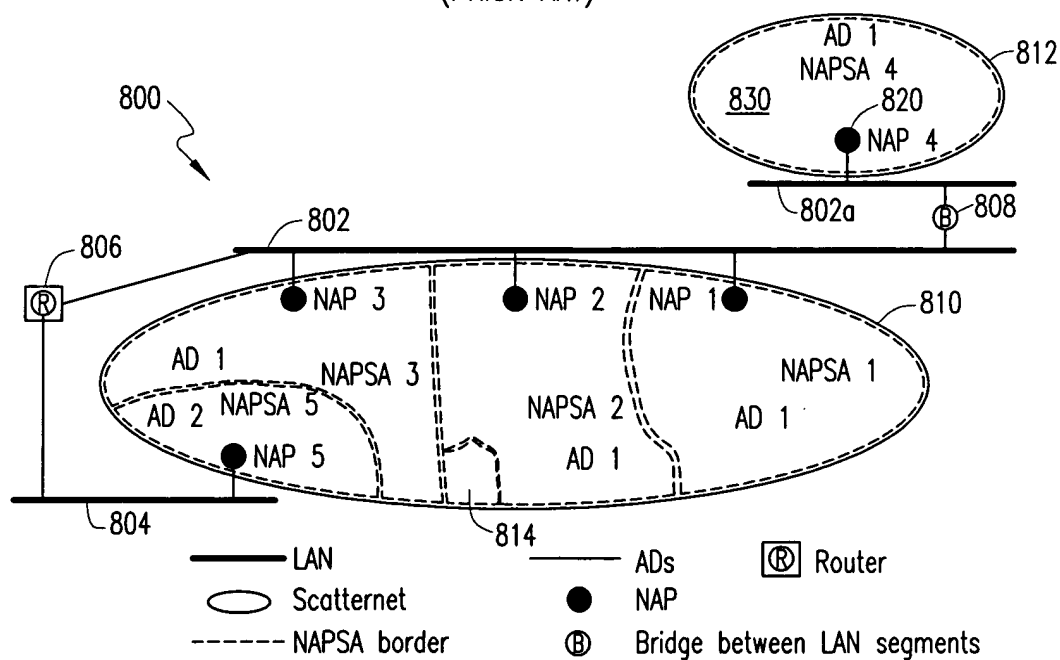 AD 1
812
NAPSA 4
800
830
820
NAP 4
802a
B
808
802
806
R
NAP 3
NAP 2
NAP 1
810
AD 1
NAPSA 3
NAPSA 1
NAPSA 5
AD 2
NAPSA 2
AD 1
AD 1
NAP 5
804
814
LAN
ADs
R Router
Scatternet
NAP
NAPSA border
B Bridge between LAN segments